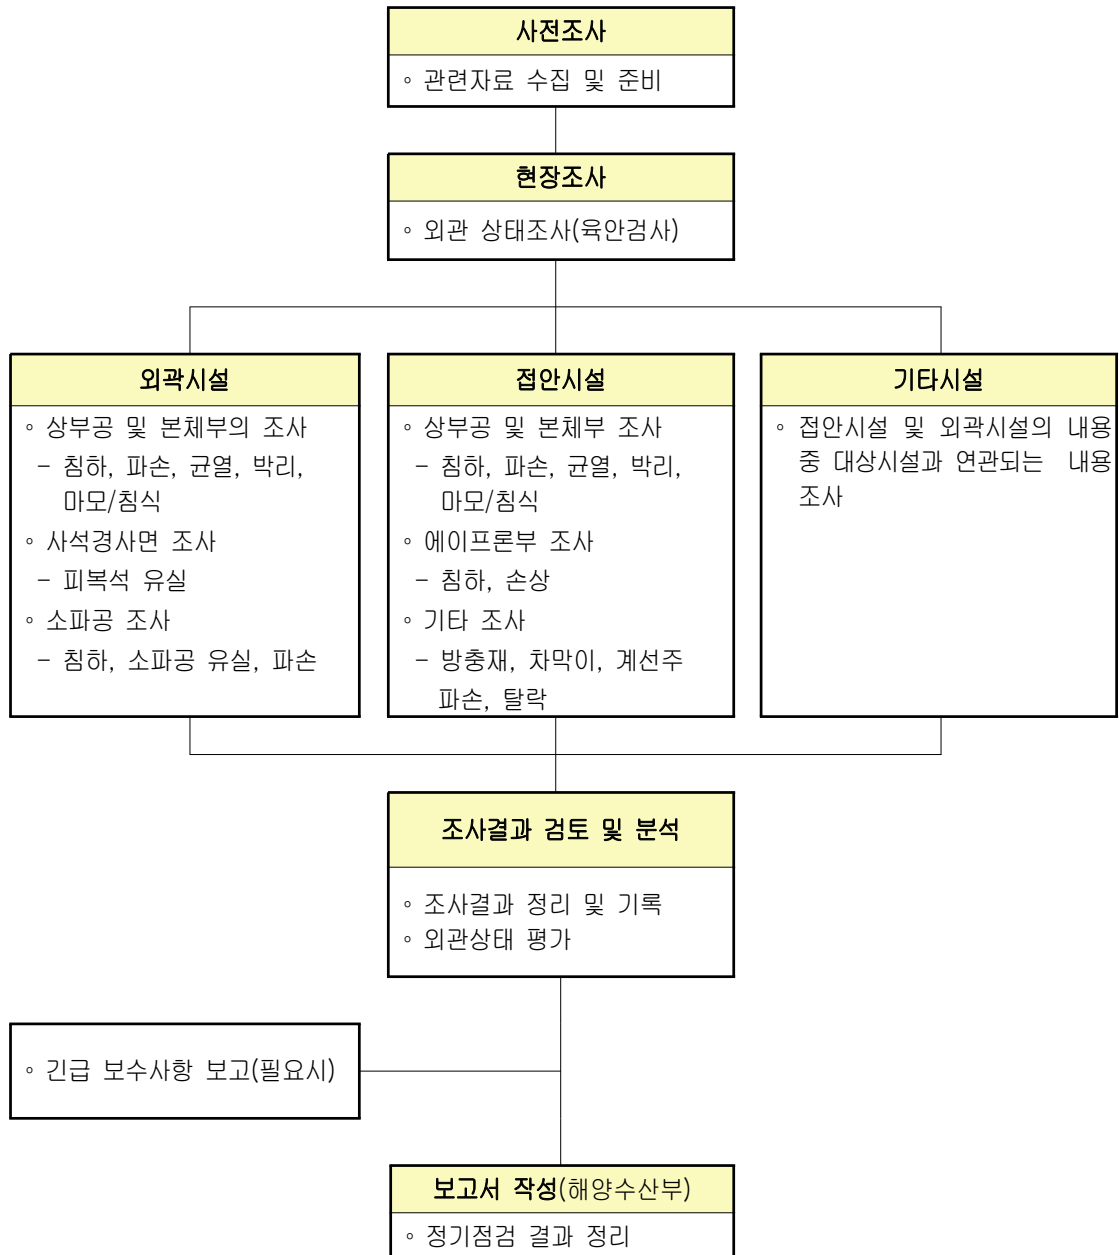 사전조사
◦ 관련자료 수집 및 준비
현장조사
◦ 외관 상태조사(육안검사)
외곽시설
◦ 상부공 및 본체부의 조사
– 침하, 파손, 균열, 박리,
마모/침식
◦ 사석경사면 조사
– 피복석 유실
◦ 소파공 조사
– 침하, 소파공 유실, 파손
접안시설
◦ 상부공 및 본체부 조사
– 침하, 파손, 균열, 박리,
마모/침식
◦ 에이프론부 조사
– 침하, 손상
◦ 기타 조사
– 방충재, 차막이, 계선주
파손, 탈락
기타시설
◦ 접안시설 및 외곽시설의 내용
중 대상시설과 연관되는 내용
조사
조사결과 검토 및 분석
◦ 조사결과 정리 및 기록
◦ 외관상태 평가
◦ 긴급 보수사항 보고(필요시)
보고서 작성(해양수산부)
◦ 정기점검 결과 정리